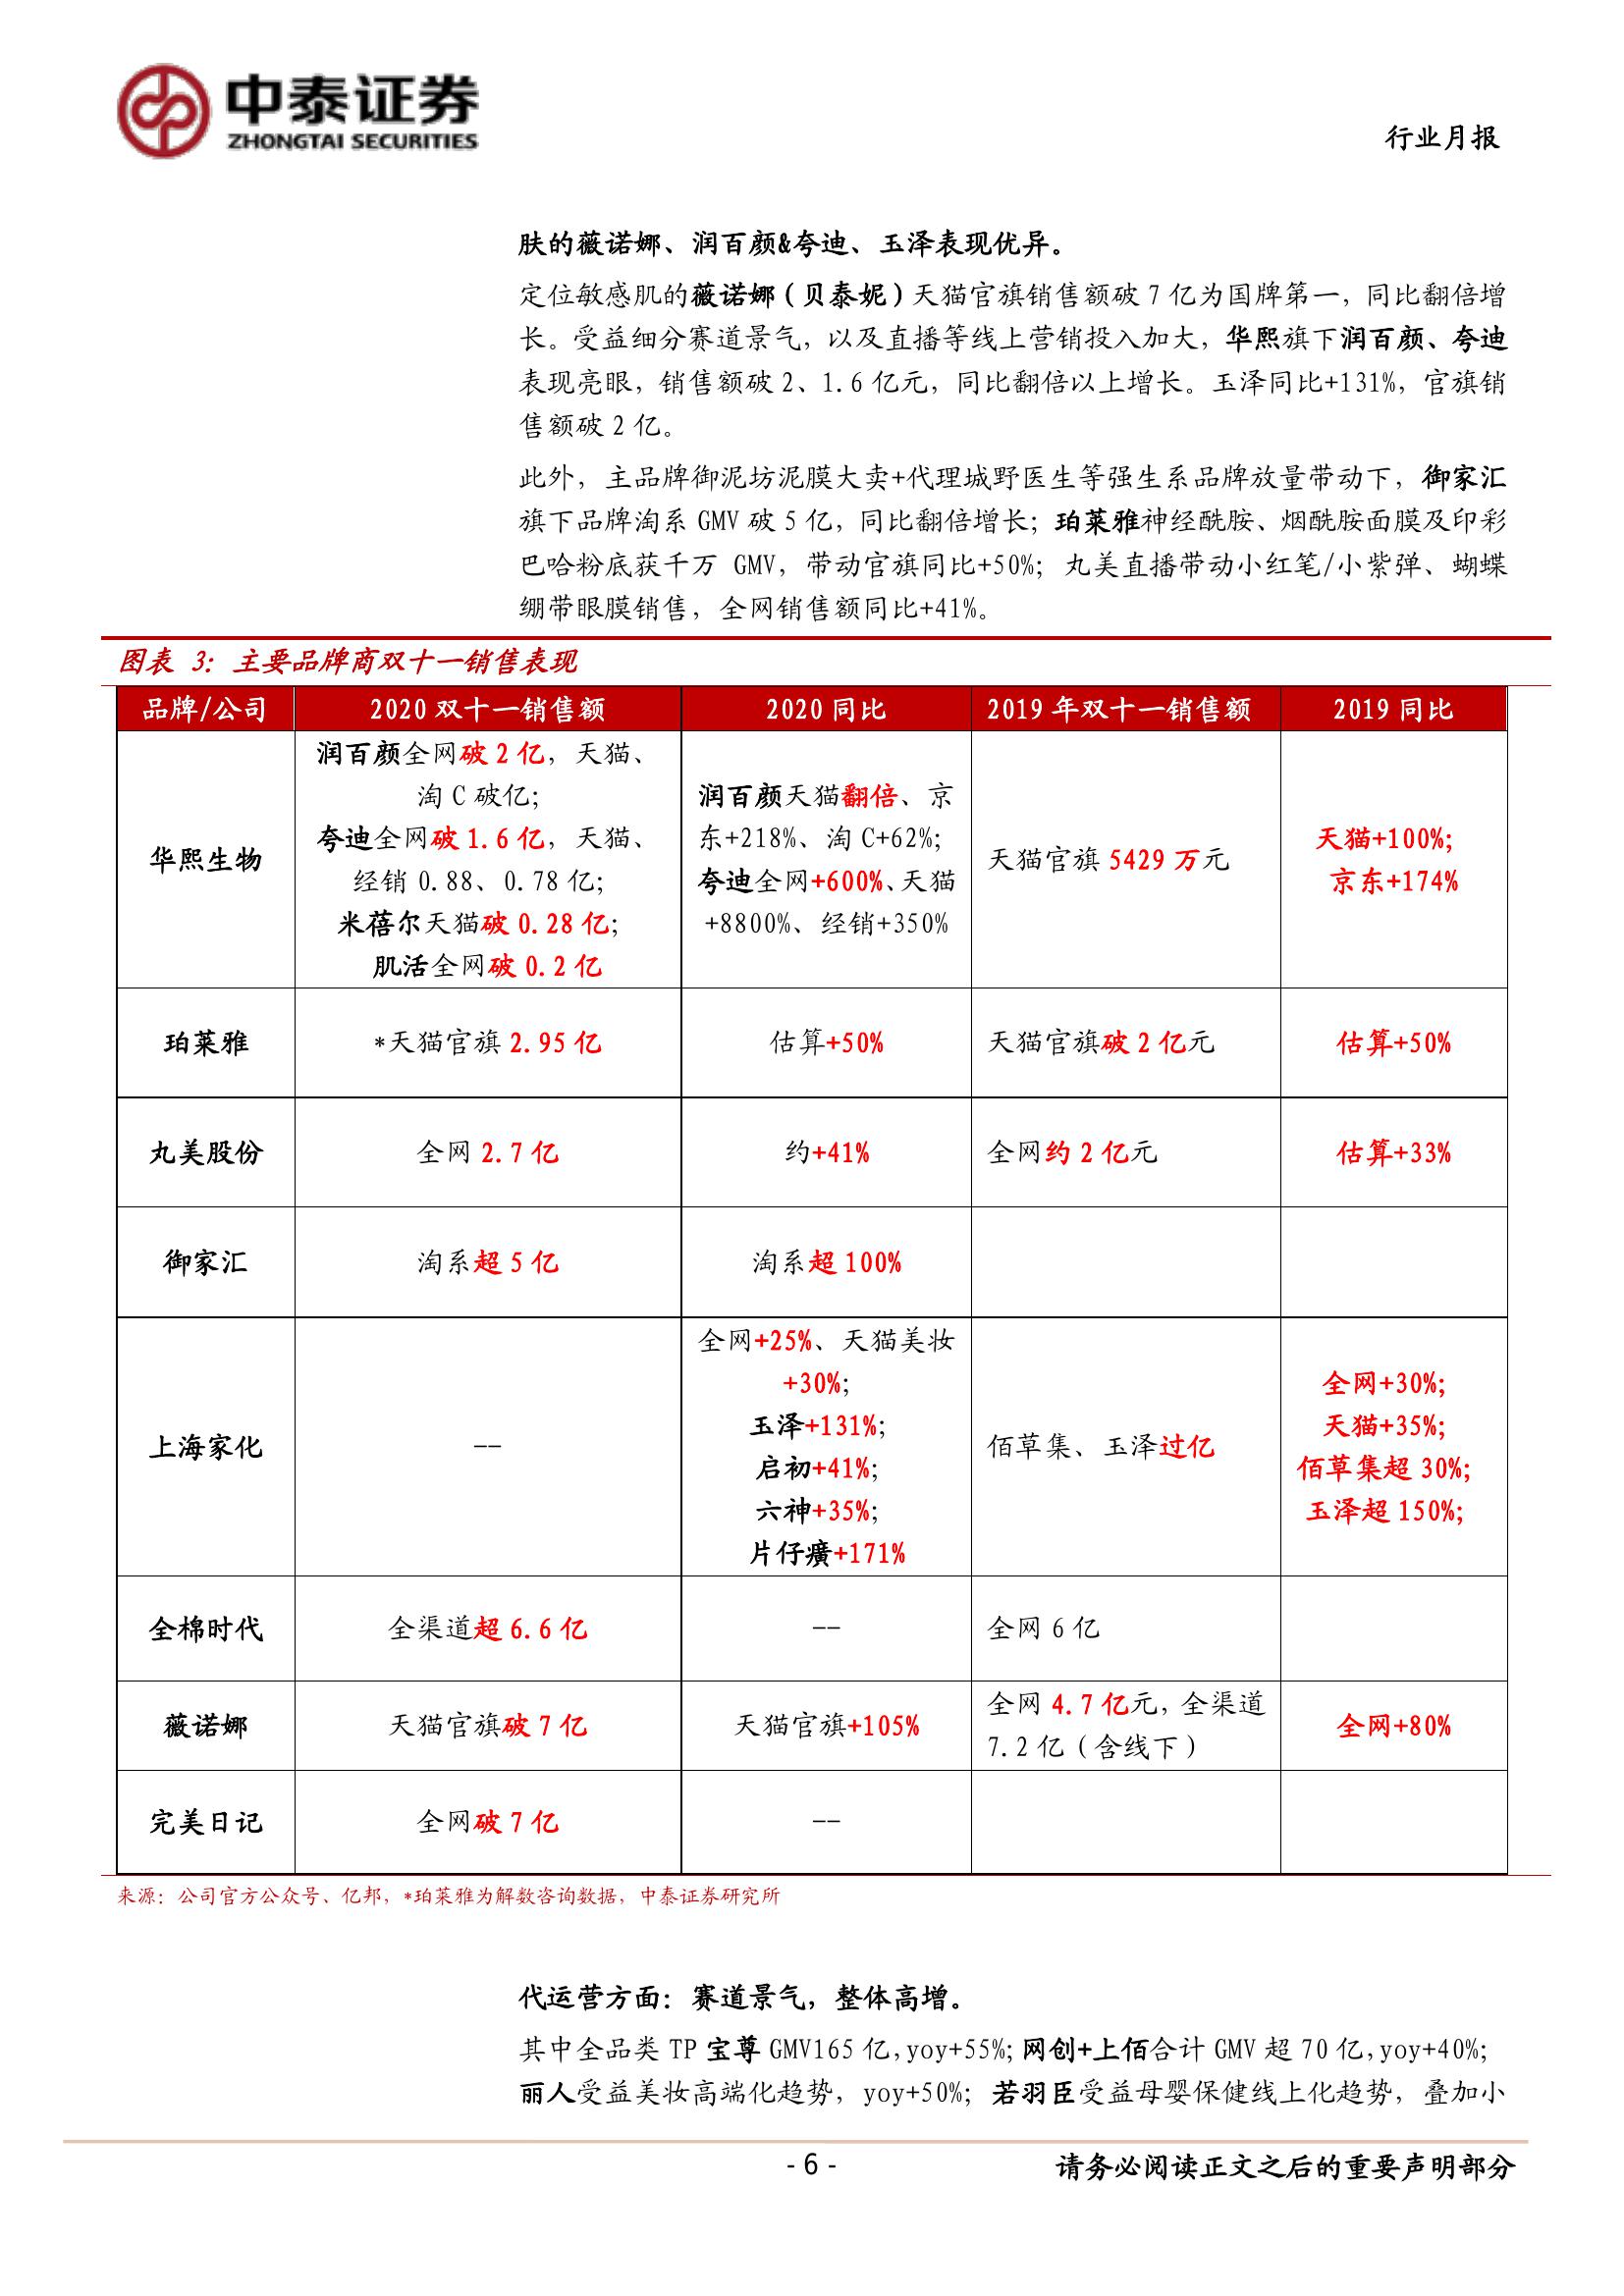 中泰证券
ZHONGTAI SECURITIES
行业月报
肤的薇诺娜、润百颜&夸迪、玉泽表现优异。
定位敏感肌的薇诺娜（贝泰妮）天猫官旗销售额破 7 亿为国牌第一，同比翻倍增
长。受益细分赛道景气，以及直播等线上营销投入加大，华熙旗下润百颜、夸迪
表现亮眼，销售额破 2、1.6 亿元，同比翻倍以上增长。玉泽同比+131%，官旗销
售额破 2 亿。
此外，主品牌御泥坊泥膜大卖+代理城野医生等强生系品牌放量带动下，御家汇
旗下品牌淘系 GMV 破 5 亿，同比翻倍增长；珀莱雅神经酰胺、烟酰胺面膜及印彩
巴哈粉底获千万 GMV，带动官旗同比+50%；丸美直播带动小红笔/小紫弹、蝴蝶
绷带眼膜销售，全网销售额同比+41%。
图表 3：主要品牌商双十一销售表现
品牌/公司 2020 双十一销售额 2020 同比 2019 年双十一销售额 2019 同比
华熙生物
润百颜全网破 2 亿，天猫、
淘 C 破亿；
夸迪全网破 1.6 亿，天猫、
经销 0.88、0.78 亿；
米蓓尔天猫破 0.28 亿；
肌活全网破 0.2 亿
润百颜天猫翻倍、京
东+218%、淘 C+62%；
夸迪全网+600%、天猫
+8800%、经销+350%
天猫官旗 5429 万元
天猫+100%；
京东+174%
珀莱雅 *天猫官旗 2.95 亿 估算+50% 天猫官旗破 2 亿元 估算+50%
丸美股份 全网 2.7 亿 约+41% 全网约 2 亿元 估算+33%
御家汇 淘系超 5 亿 淘系超 100%
上海家化
——
全网+25%、天猫美妆
+30%；
玉泽+131%；
启初+41%；
六神+35%；
片仔癀+171%
佰草集、玉泽过亿
全网+30%；
天猫+35%；
佰草集超 30%；
玉泽超 150%；
全棉时代 全渠道超 6.6 亿 —— 全网 6 亿
薇诺娜 天猫官旗破 7 亿 天猫官旗+105%
全网 4.7 亿元，全渠道
7.2 亿（含线下）
全网+80%
完美日记 全网破 7 亿 ——
来源：公司官方公众号、亿邦，*珀莱雅为解数咨询数据，中泰证券研究所
代运营方面：赛道景气，整体高增。
其中全品类 TP 宝尊 GMV165 亿，yoy+55%；网创+上佰合计 GMV 超 70 亿，yoy+40%；
丽人受益美妆高端化趋势，yoy+50%；若羽臣受益母婴保健线上化趋势，叠加小
- 6 -
请务必阅读正文之后的重要声明部分